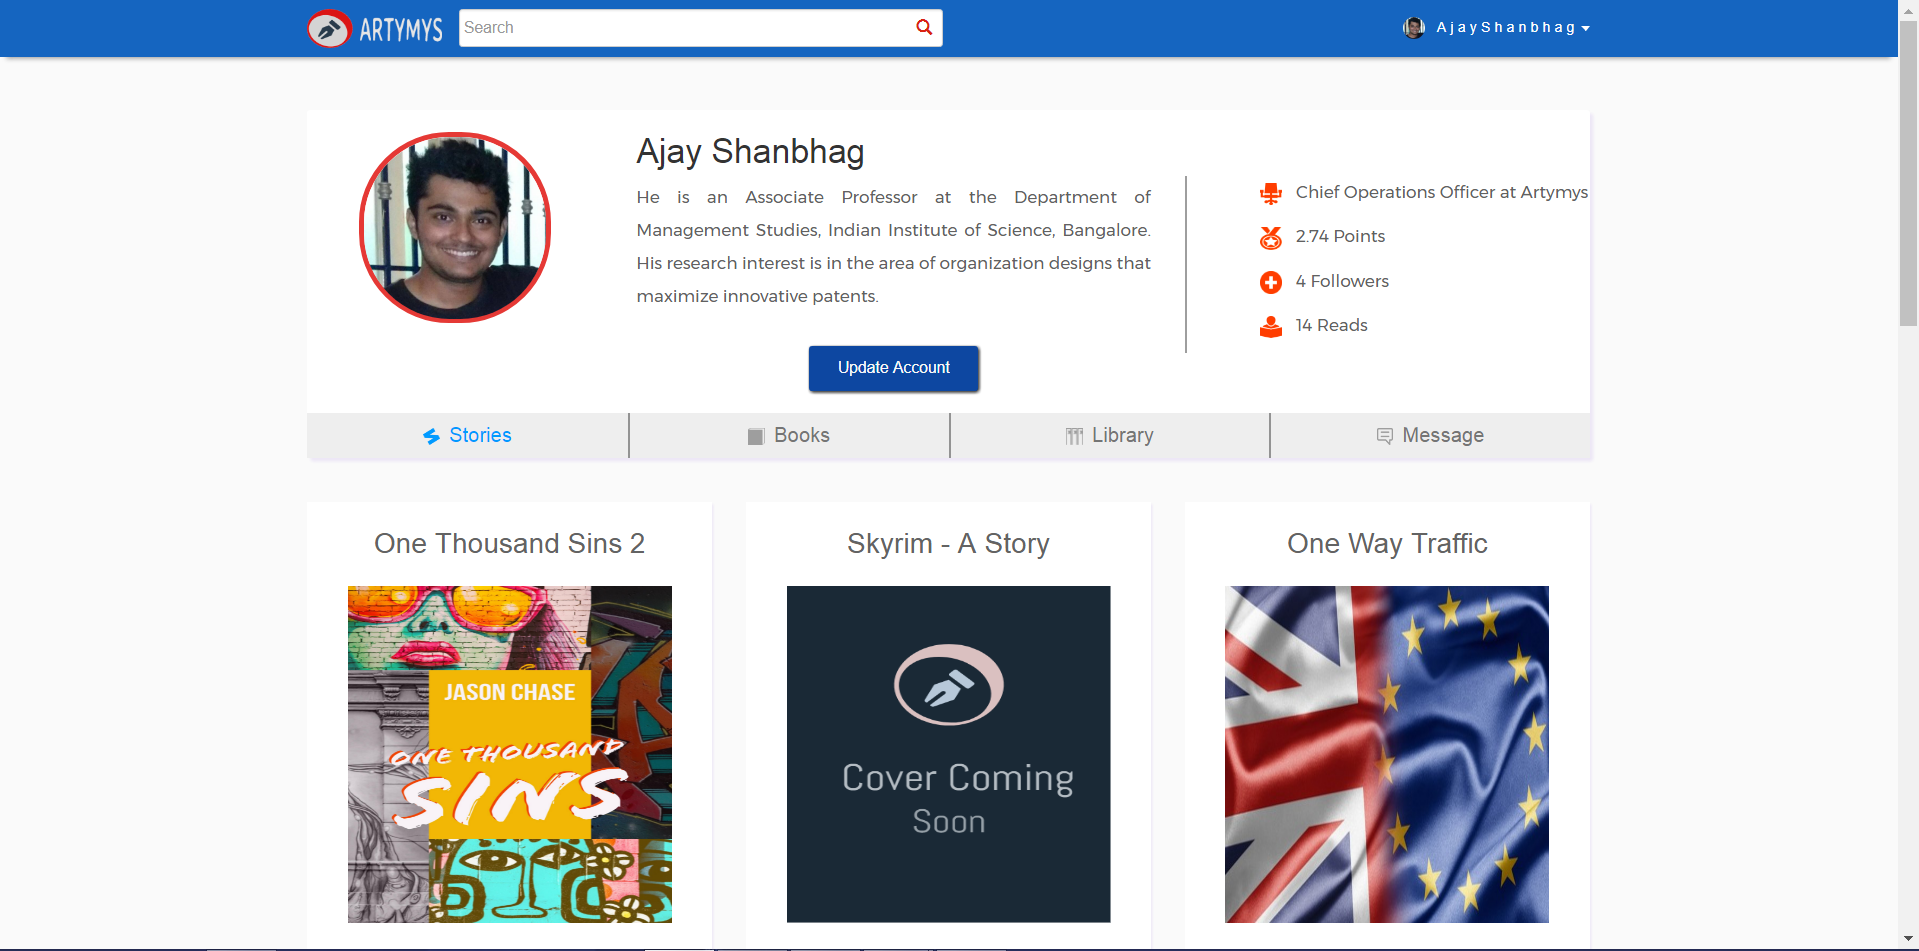 ARTYMYS
Search
AjayShanbhag
Ajay Shanbhag
He is an Associate Professor at the Department of
Management Studies, Indian Institute of Science, Bangalore.
His research interest is in the area of organization designs that
maximize innovative patents.
Chief Operations Officer at Artymys
2.74 Points
4 Followers
14 Reads
Update Account
Stories
Books
Library
Message
One Thousand Sins 2
JASON CHASE
ONE THOUSAND
SINS
Skyrim - A Story
Cover Coming
Soon
One Way Traffic